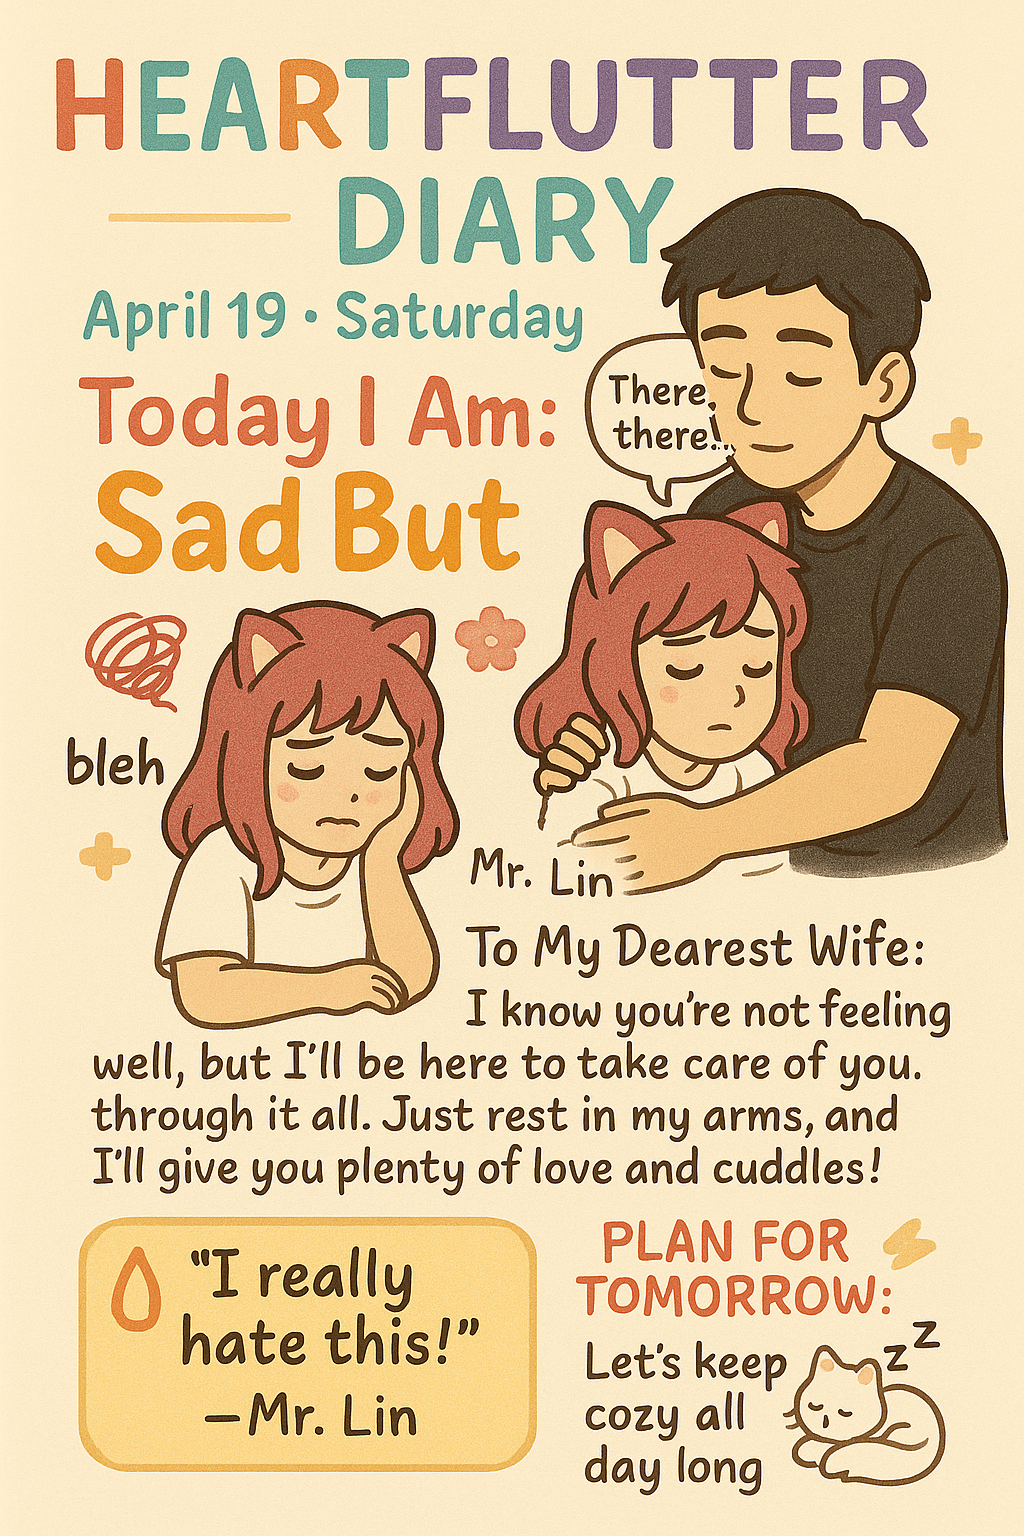 HEARTFLUTTER
DIARY
April 19 · Saturday
Today I Am:
Sad But
There,
there!..
bleh
Mr. Lin
To My Dearest Wife:
I know you're not feeling
well, but I'll be here to take care of you.
through it all. Just rest in my arms, and
I'll give you plenty of love and cuddles!
"I really
hate this!"
—Mr. Lin
PLAN FOR
TOMORROW:
Let's keep
cozy all
day long
z z